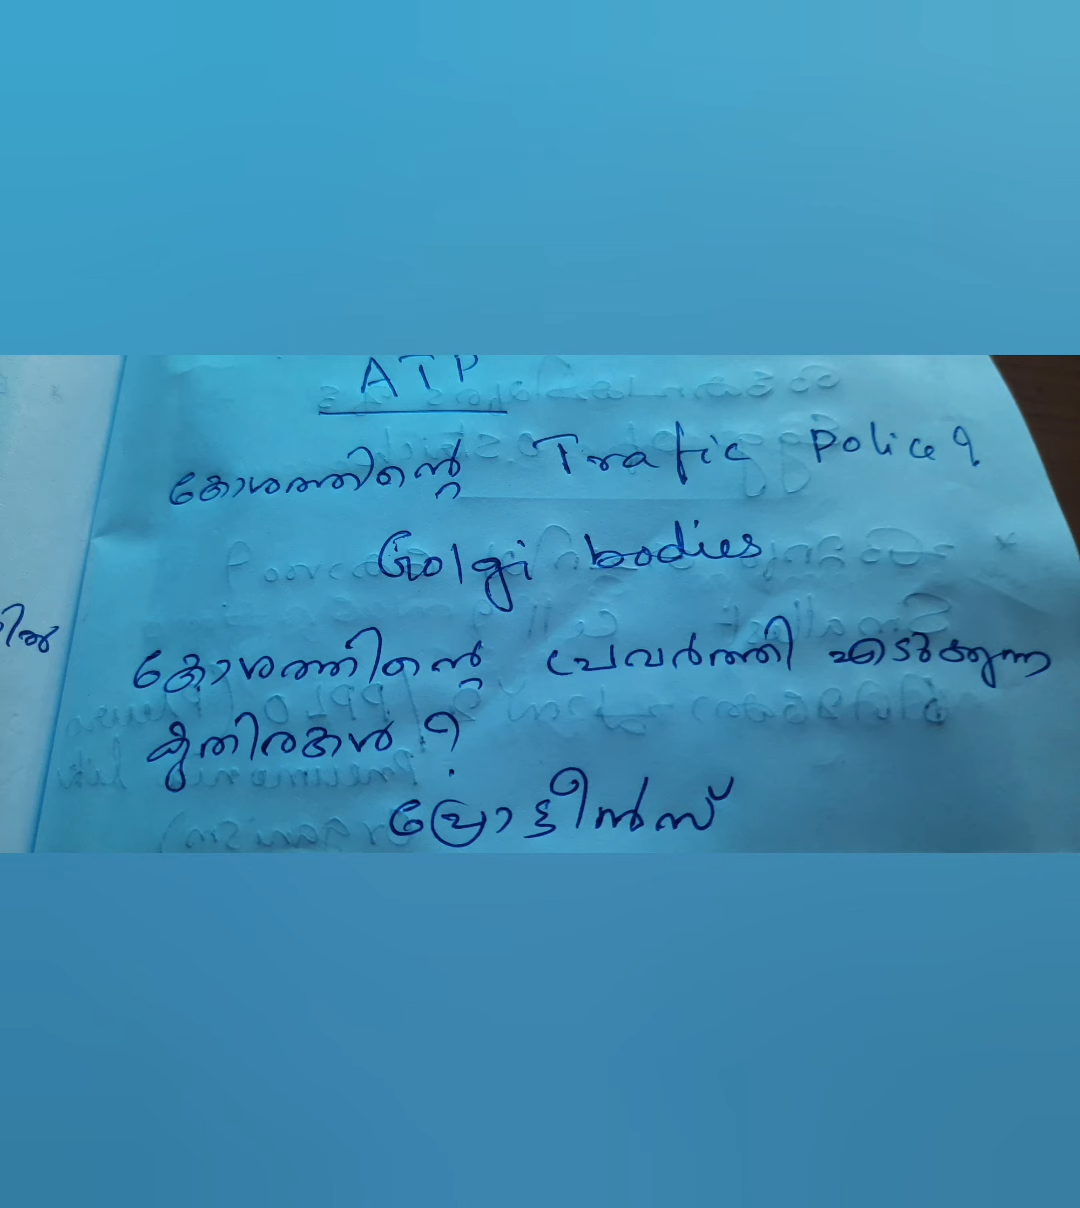 ATP
കോശത്തിന്റെ Trafic Police?
Golgi bodies
കോശത്തിന്റെ പ്രവർത്തി എടുക്കുന്ന
കുതിരകൾ ?
പ്രോട്ടീൻസ്